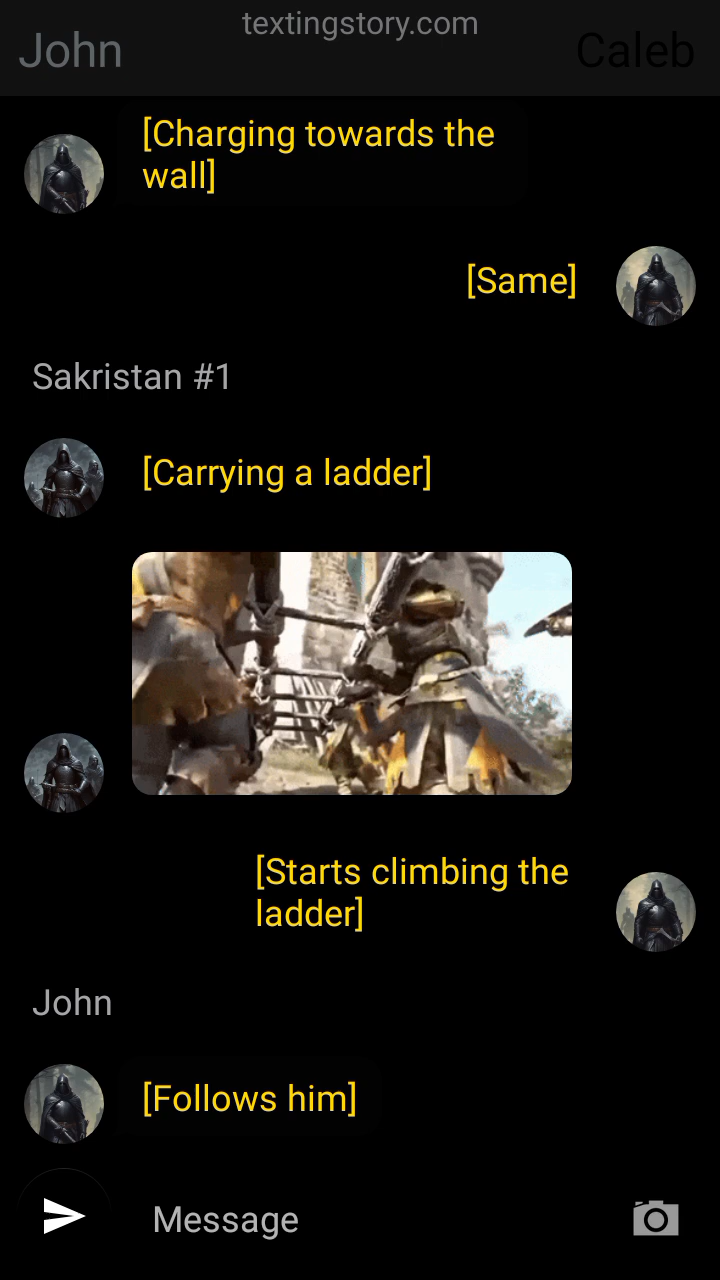 textingstory.com
John
Caleb
[Charging towards the
wall]
[Same]
Sakristan #1
[Carrying a ladder]
[Starts climbing the
ladder]
John
[Follows him]
Message